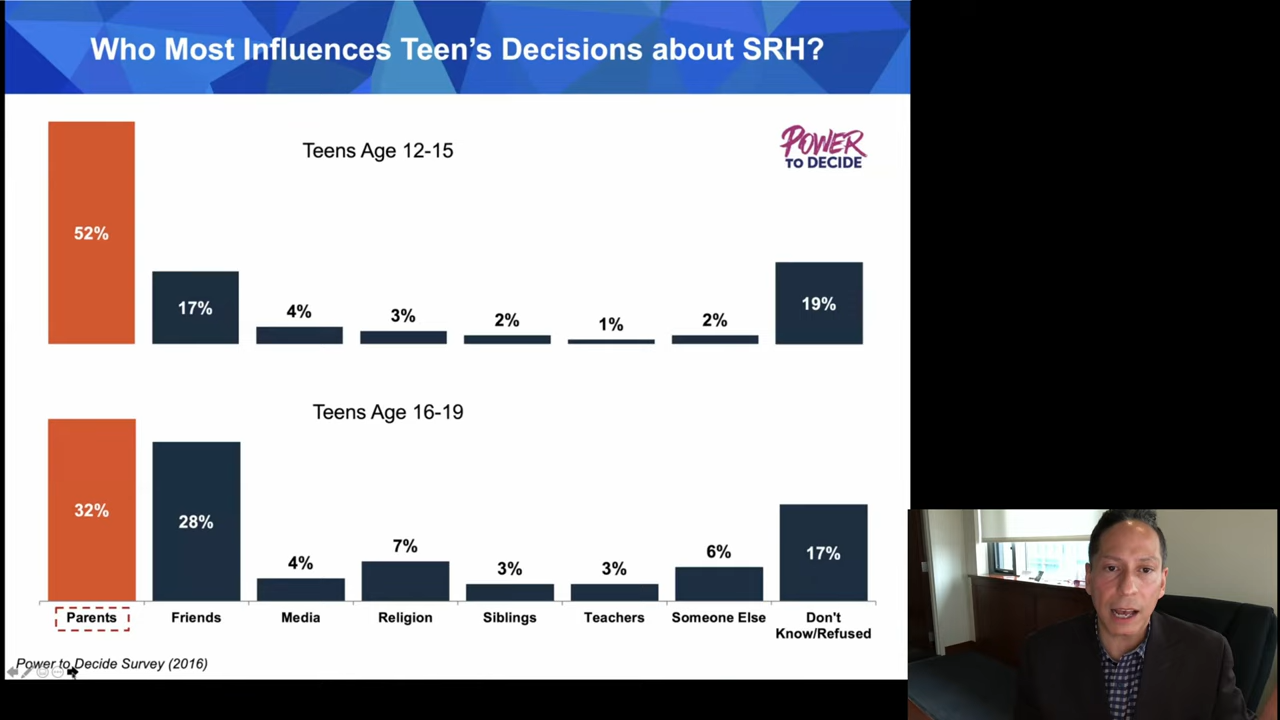 Who Most Influences Teen's Decisions about SRH?
Teens Age 12-15
POWER
TO DECIDE
52%
17%
4%
3%
2%
1%
2%
19%
Teens Age 16-19
32%
28%
4%
7%
3%
3%
6%
17%
Parents
Friends
Media
Religion
Siblings
Teachers
Someone Else
Don't
Know/Refused
Power to Decide Survey (2016)